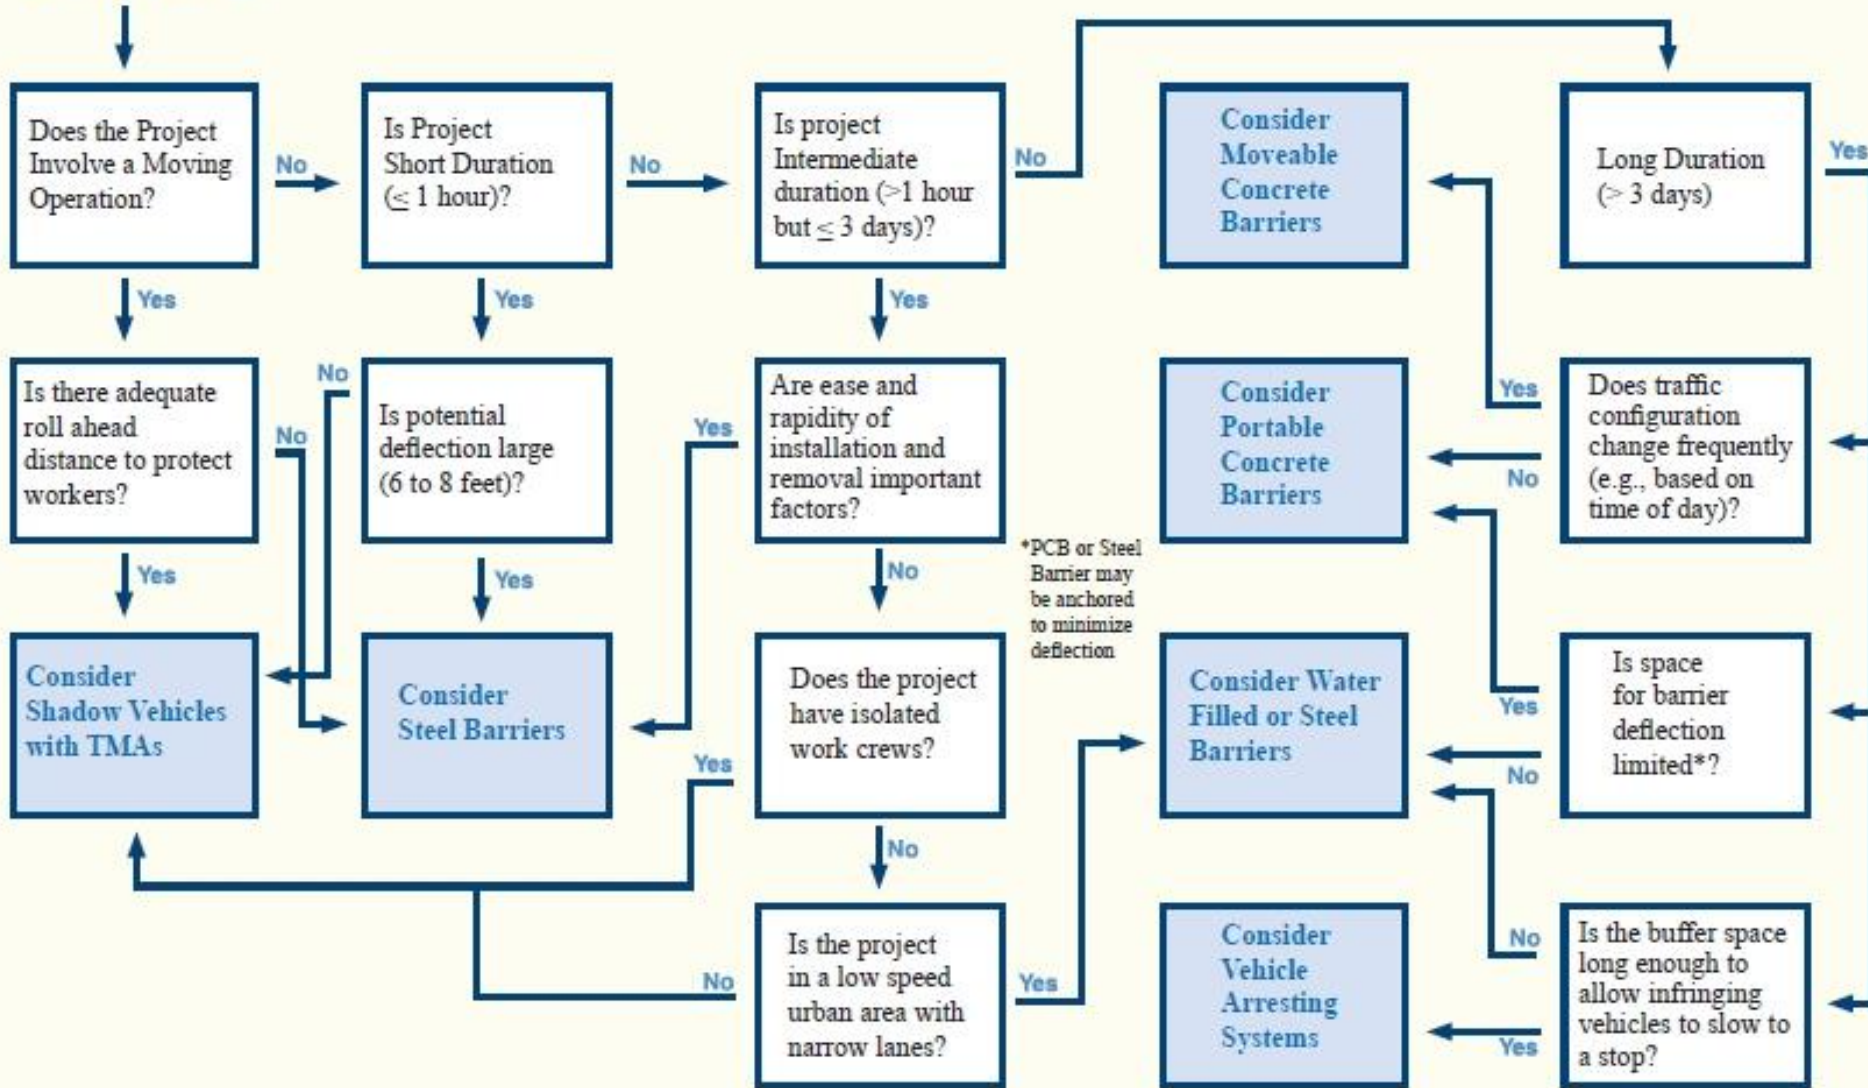 Does the Project
Involve a Moving
Operation?
No
Is Project
Short Duration
(≤ 1 hour)?
No
Is project
Intermediate
duration (>1 hour
but ≤ 3 days)?
No
Consider
Moveable
Concrete
Barriers
Long Duration
(> 3 days)
Yes
Yes
Yes
Yes
Is there adequate
roll ahead
distance to protect
workers?
No
No
Is potential
deflection large
(6 to 8 feet)?
Yes
Are ease and
rapidity of
installation and
removal important
factors?
Consider
Portable
Concrete
Barriers
Yes
No
Does traffic
configuration
change frequently
(e.g., based on
time of day)?
Yes
Yes
No
*PCB or Steel
Barrier may
be anchored
to minimize
deflection
Consider
Shadow Vehicles
with TMAs
Consider
Steel Barriers
Yes
Does the project
have isolated
work crews?
Consider Water
Filled or Steel
Barriers
Yes
No
Is space
for barrier
deflection
limited*?
No
No
Is the project
in a low speed
urban area with
narrow lanes?
Yes
Consider
Vehicle
Arresting
Systems
No
Yes
Is the buffer space
long enough to
allow infringing
vehicles to slow to
a stop?